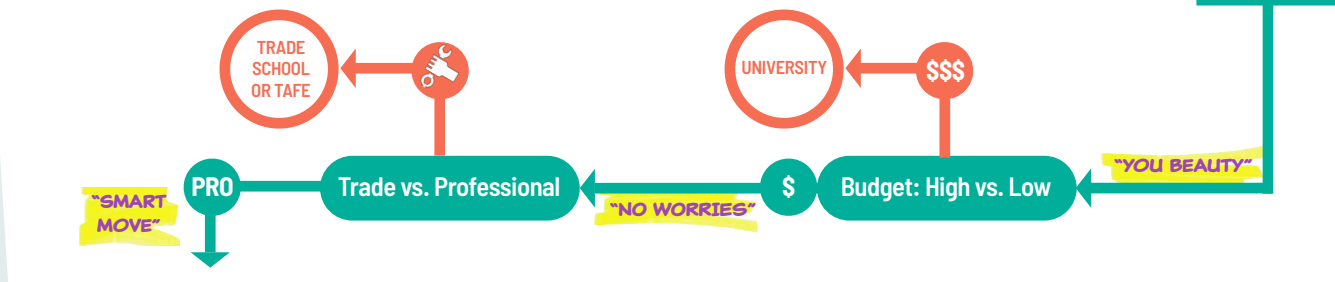 TRADE
SCHOOL
OR TAFE
UNIVERSITY
$$$
"YOU BEAUTY"
"SMART
MOVE"
PRO
Trade vs. Professional
"NO WORRIES"
$
Budget: High vs. Low